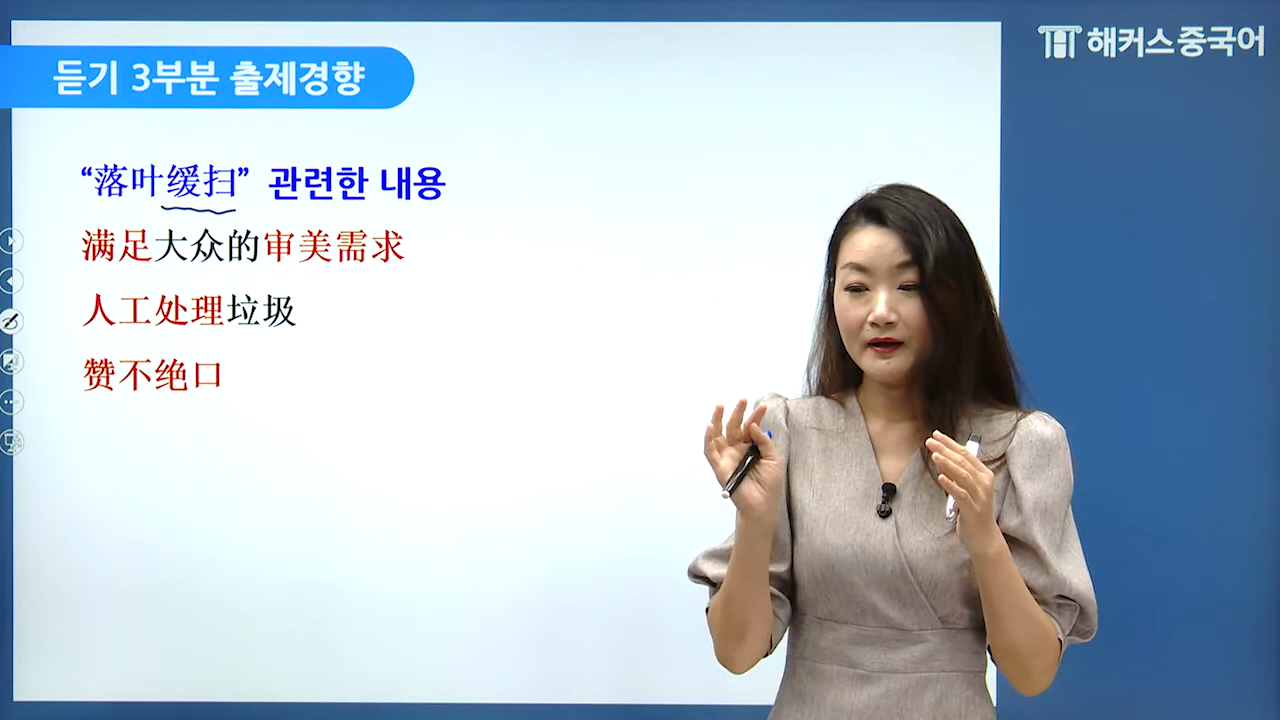 해커스중국어
듣기 3부분 출제경향
“落叶缓扫” 관련한 내용
满足大众的审美需求
人工处理垃圾
赞不绝口